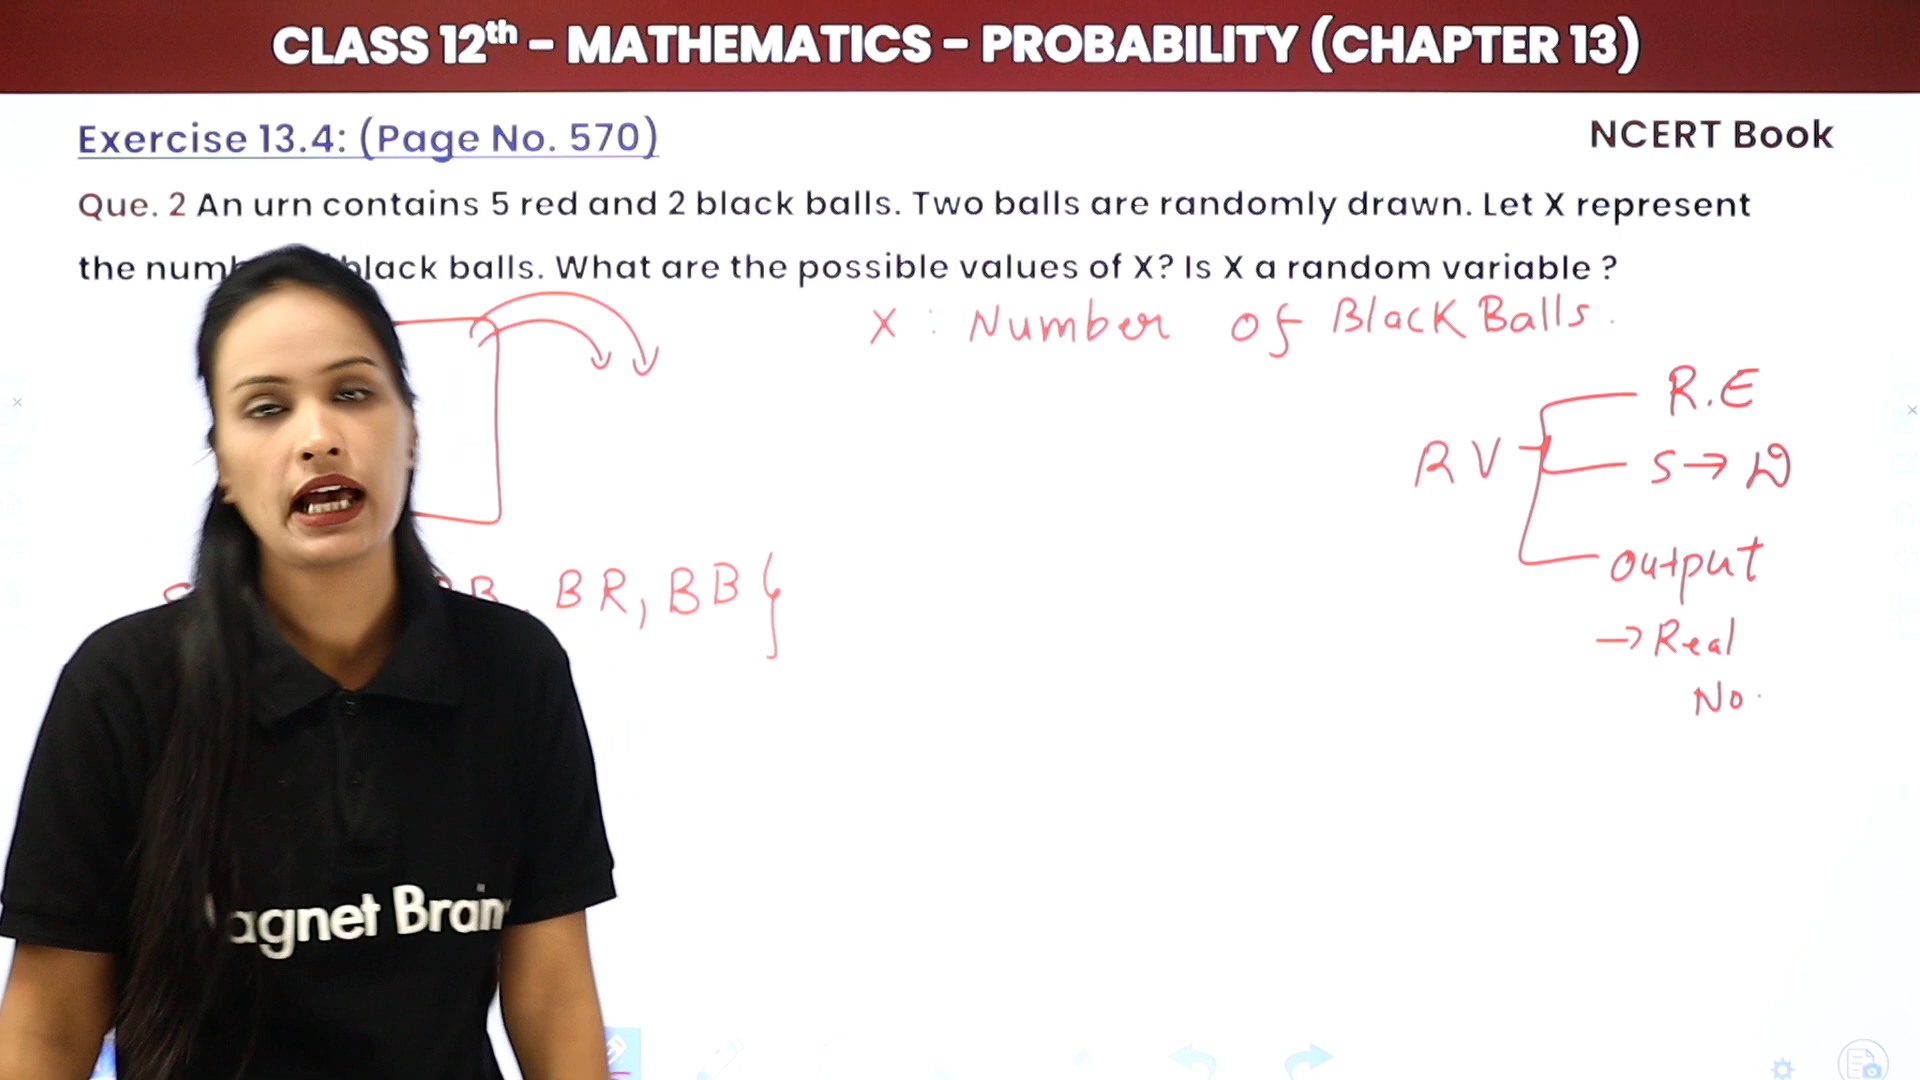 CLASS 12th – MATHEMATICS – PROBABILITY (CHAPTER 13)
Exercise 13.4: (Page No. 570)
NCERT Book
Que. 2 An urn contains 5 red and 2 black balls. Two balls are randomly drawn. Let X represent
the black balls. What are the possible values of X? Is X a random variable ?
X : Number of Black Balls.
R.E
RV
S → D
output
→ Real
No.
BR, BB }
agnet Brain